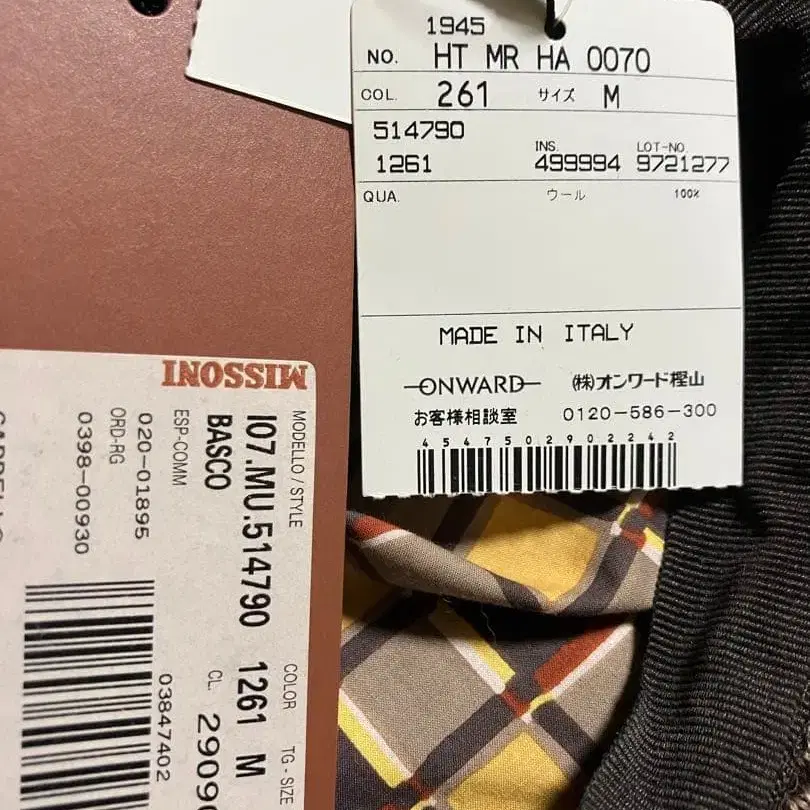 1945
NO. HT MR HA 0070
COL. 261 サイズ M
514790
INS. LOT-NO.
1261 499994 9721277
QUA. ウール 100%
MADE IN ITALY
ONWARD (株)オンワード樫山
お客様相談室 0120-586-300
4547502902242
MISSONI
MODELLO / STYLE COLOR TG - SIZE
I07.MU.514790 1261 M
BASCO CL.
ESP-COMM
020-01895
ORD-RG
0398-00930
03847402